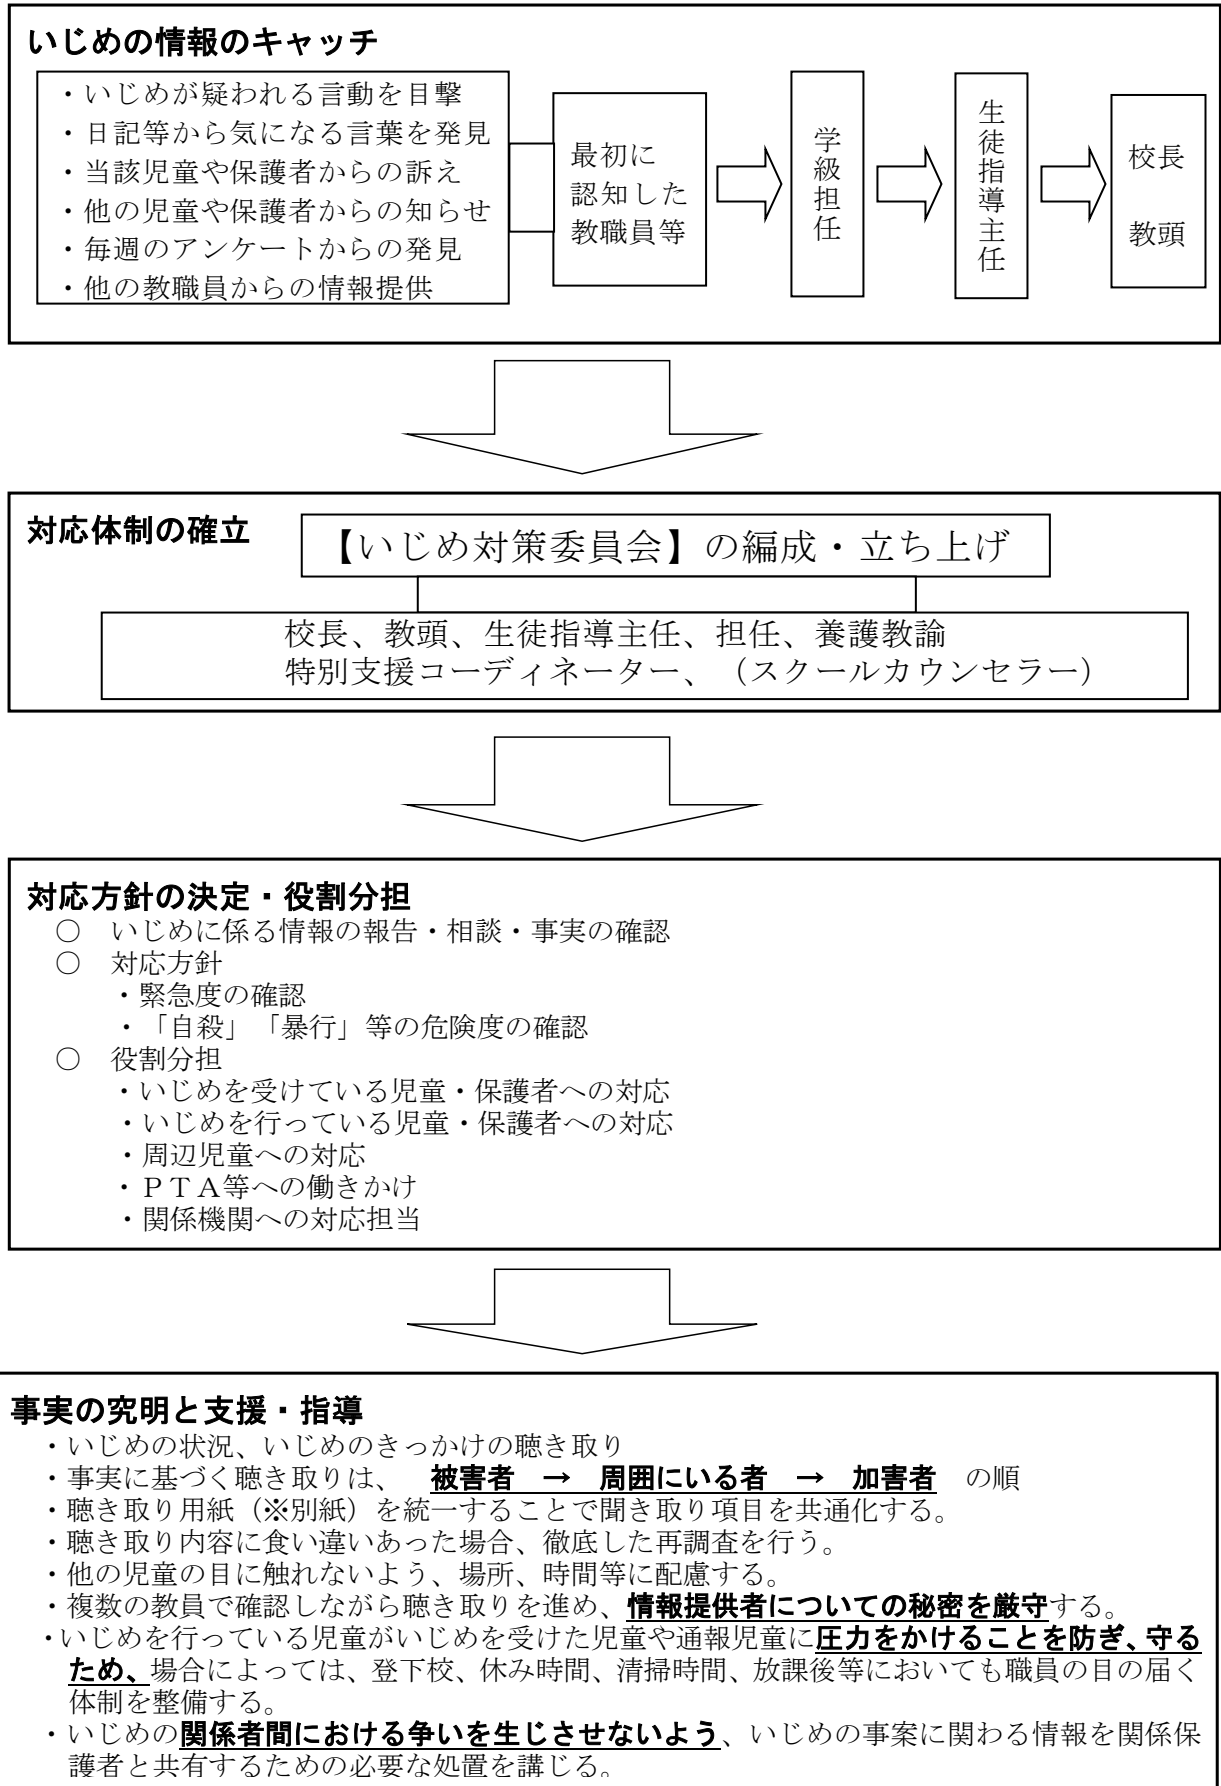 いじめの情報のキャッチ
・いじめが疑われる言動を目撃
・日記等から気になる言葉を発見
・当該児童や保護者からの訴え
・他の児童や保護者からの知らせ
・毎週のアンケートからの発見
・他の教職員からの情報提供
最初に
認知した
教職員等
学級担任
生徒指導主任
校長
教頭
対応体制の確立
【いじめ対策委員会】の編成・立ち上げ
校長、教頭、生徒指導主任、担任、養護教諭
特別支援コーディネーター、（スクールカウンセラー）
対応方針の決定・役割分担
○　いじめに係る情報の報告・相談・事実の確認
○　対応方針
・緊急度の確認
・「自殺」「暴行」等の危険度の確認
○　役割分担
・いじめを受けている児童・保護者への対応
・いじめを行っている児童・保護者への対応
・周辺児童への対応
・ＰＴＡ等への働きかけ
・関係機関への対応担当
事実の究明と支援・指導
・いじめの状況、いじめのきっかけの聴き取り
・事実に基づく聴き取りは、　被害者　→　周囲にいる者　→　加害者　の順
・聴き取り用紙（※別紙）を統一することで聞き取り項目を共通化する。
・聴き取り内容に食い違いあった場合、徹底した再調査を行う。
・他の児童の目に触れないよう、場所、時間等に配慮する。
・複数の教員で確認しながら聴き取りを進め、情報提供者についての秘密を厳守する。
・いじめを行っている児童がいじめを受けた児童や通報児童に圧力をかけることを防ぎ、守る
ため、場合によっては、登下校、休み時間、清掃時間、放課後等においても職員の目の届く
体制を整備する。
・いじめの関係者間における争いを生じさせないよう、いじめの事案に関わる情報を関係保
護者と共有するための必要な処置を講じる。